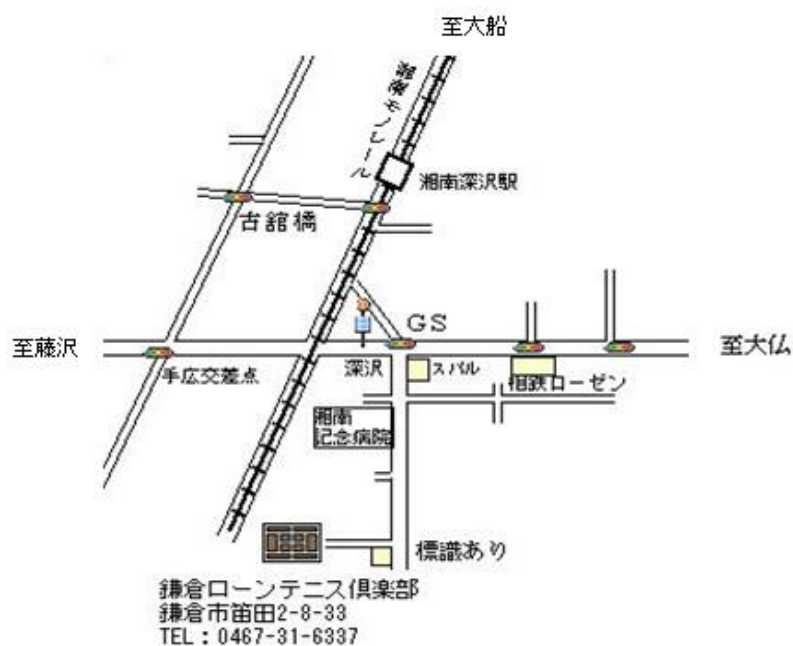 至大船
湘南モノレール
湘南深沢駅
古舘橋
GS
至藤沢
至大仏
手広交差点
深沢
スバル
相鉄ローゼン
湘南
記念病院
標識あり
鎌倉ローンテニス倶楽部
鎌倉市笛田2-8-33
TEL：0467-31-6337